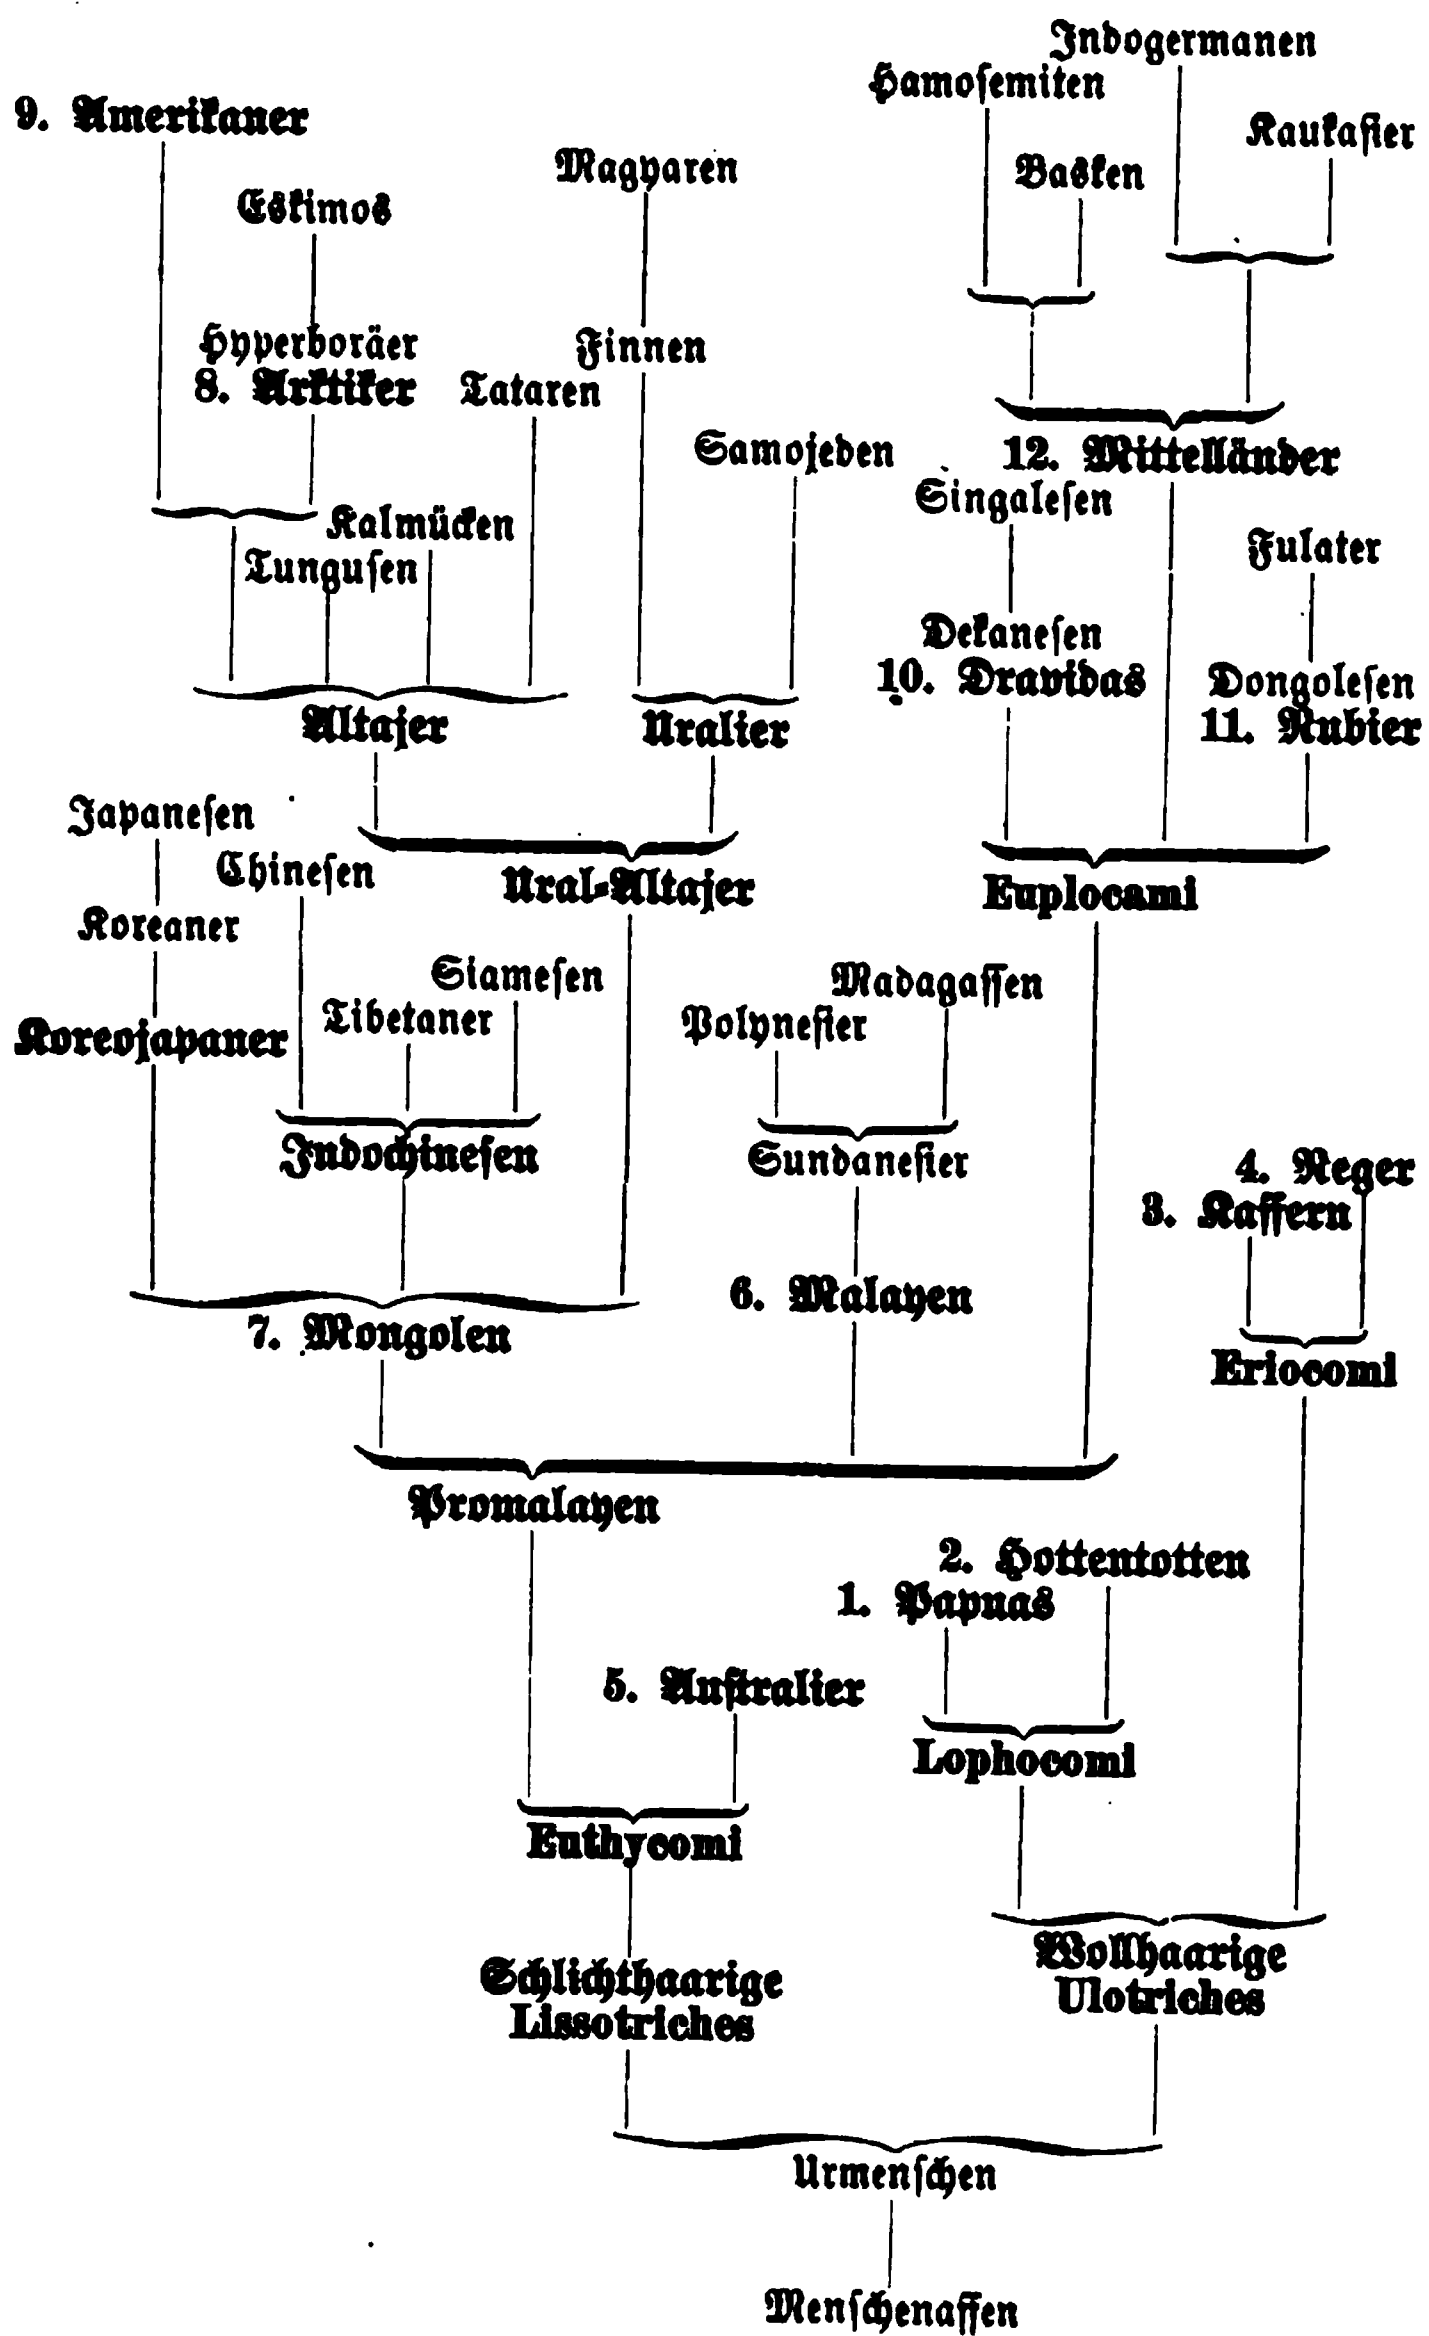 Indogermanen
Hamosemiten
9. Amerikaner
Kaukasier
Magyaren
Basken
Eskimos
Hyperboräer
Finnen
8. Arktiker
Tataren
Samojeden
12. Mittelländer
Singalesen
Kalmücken
Fulater
Tungusen
Dekanesen
10. Dravidas
Dongolesen
Altajer
Uralier
11. Nubier
Japanesen
Chinesen
Ural-Altajer
Euplocami
Koreaner
Siamesen
Madagassen
Tibetaner
Polynesier
Koreojapaner
Indochinesen
Sundanesier
4. Neger
3. Kaffern
6. Malayen
7. Mongolen
Eriocomi
Promalayen
2. Hottentotten
1. Papuas
5. Australier
Lophocomi
Euthycomi
Wollhaarige
Schlichthaarige
Ulotriches
Lissotriches
Urmenschen
Menschenaffen